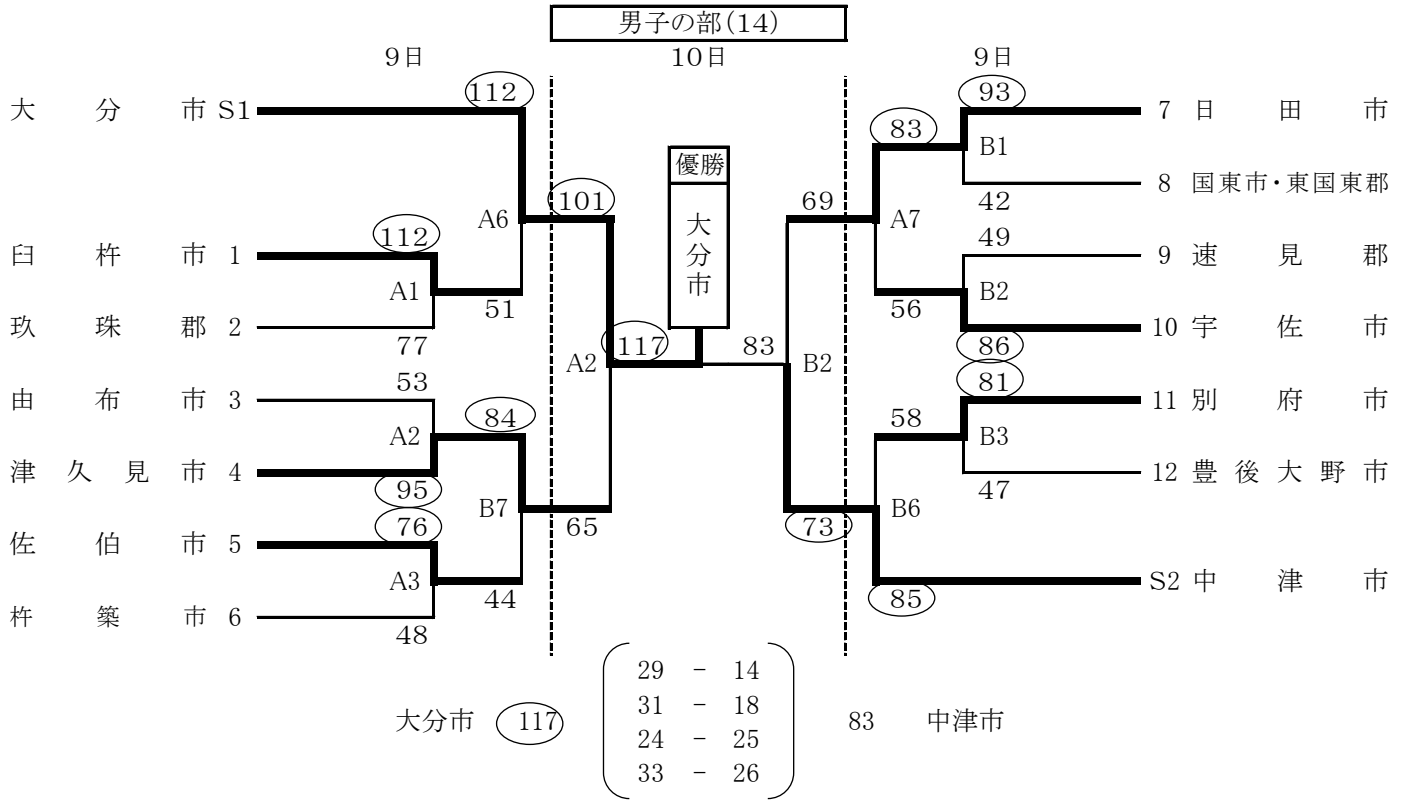 男子の部(14)
9日 10日 9日
112 93
大分市 S1 7 日田市
83 B1
優勝
101 69 42 8 国東市・東国東郡
A6 大分市 A7
112 49
臼杵市 1 9 速見郡
A1 51 56 B2
玖珠郡 2 10 宇佐市
77 A2 117 83 B2 86
53 81
由布市 3 11 別府市
84 58
A2 B3
津久見市 4 12 豊後大野市
95 47
B7 B6
76 65 73
佐伯市 5
A3 S2 中津市
44 85
杵築市 6
48
29 - 14
31 - 18
大分市 117 83 中津市
24 - 25
33 - 26